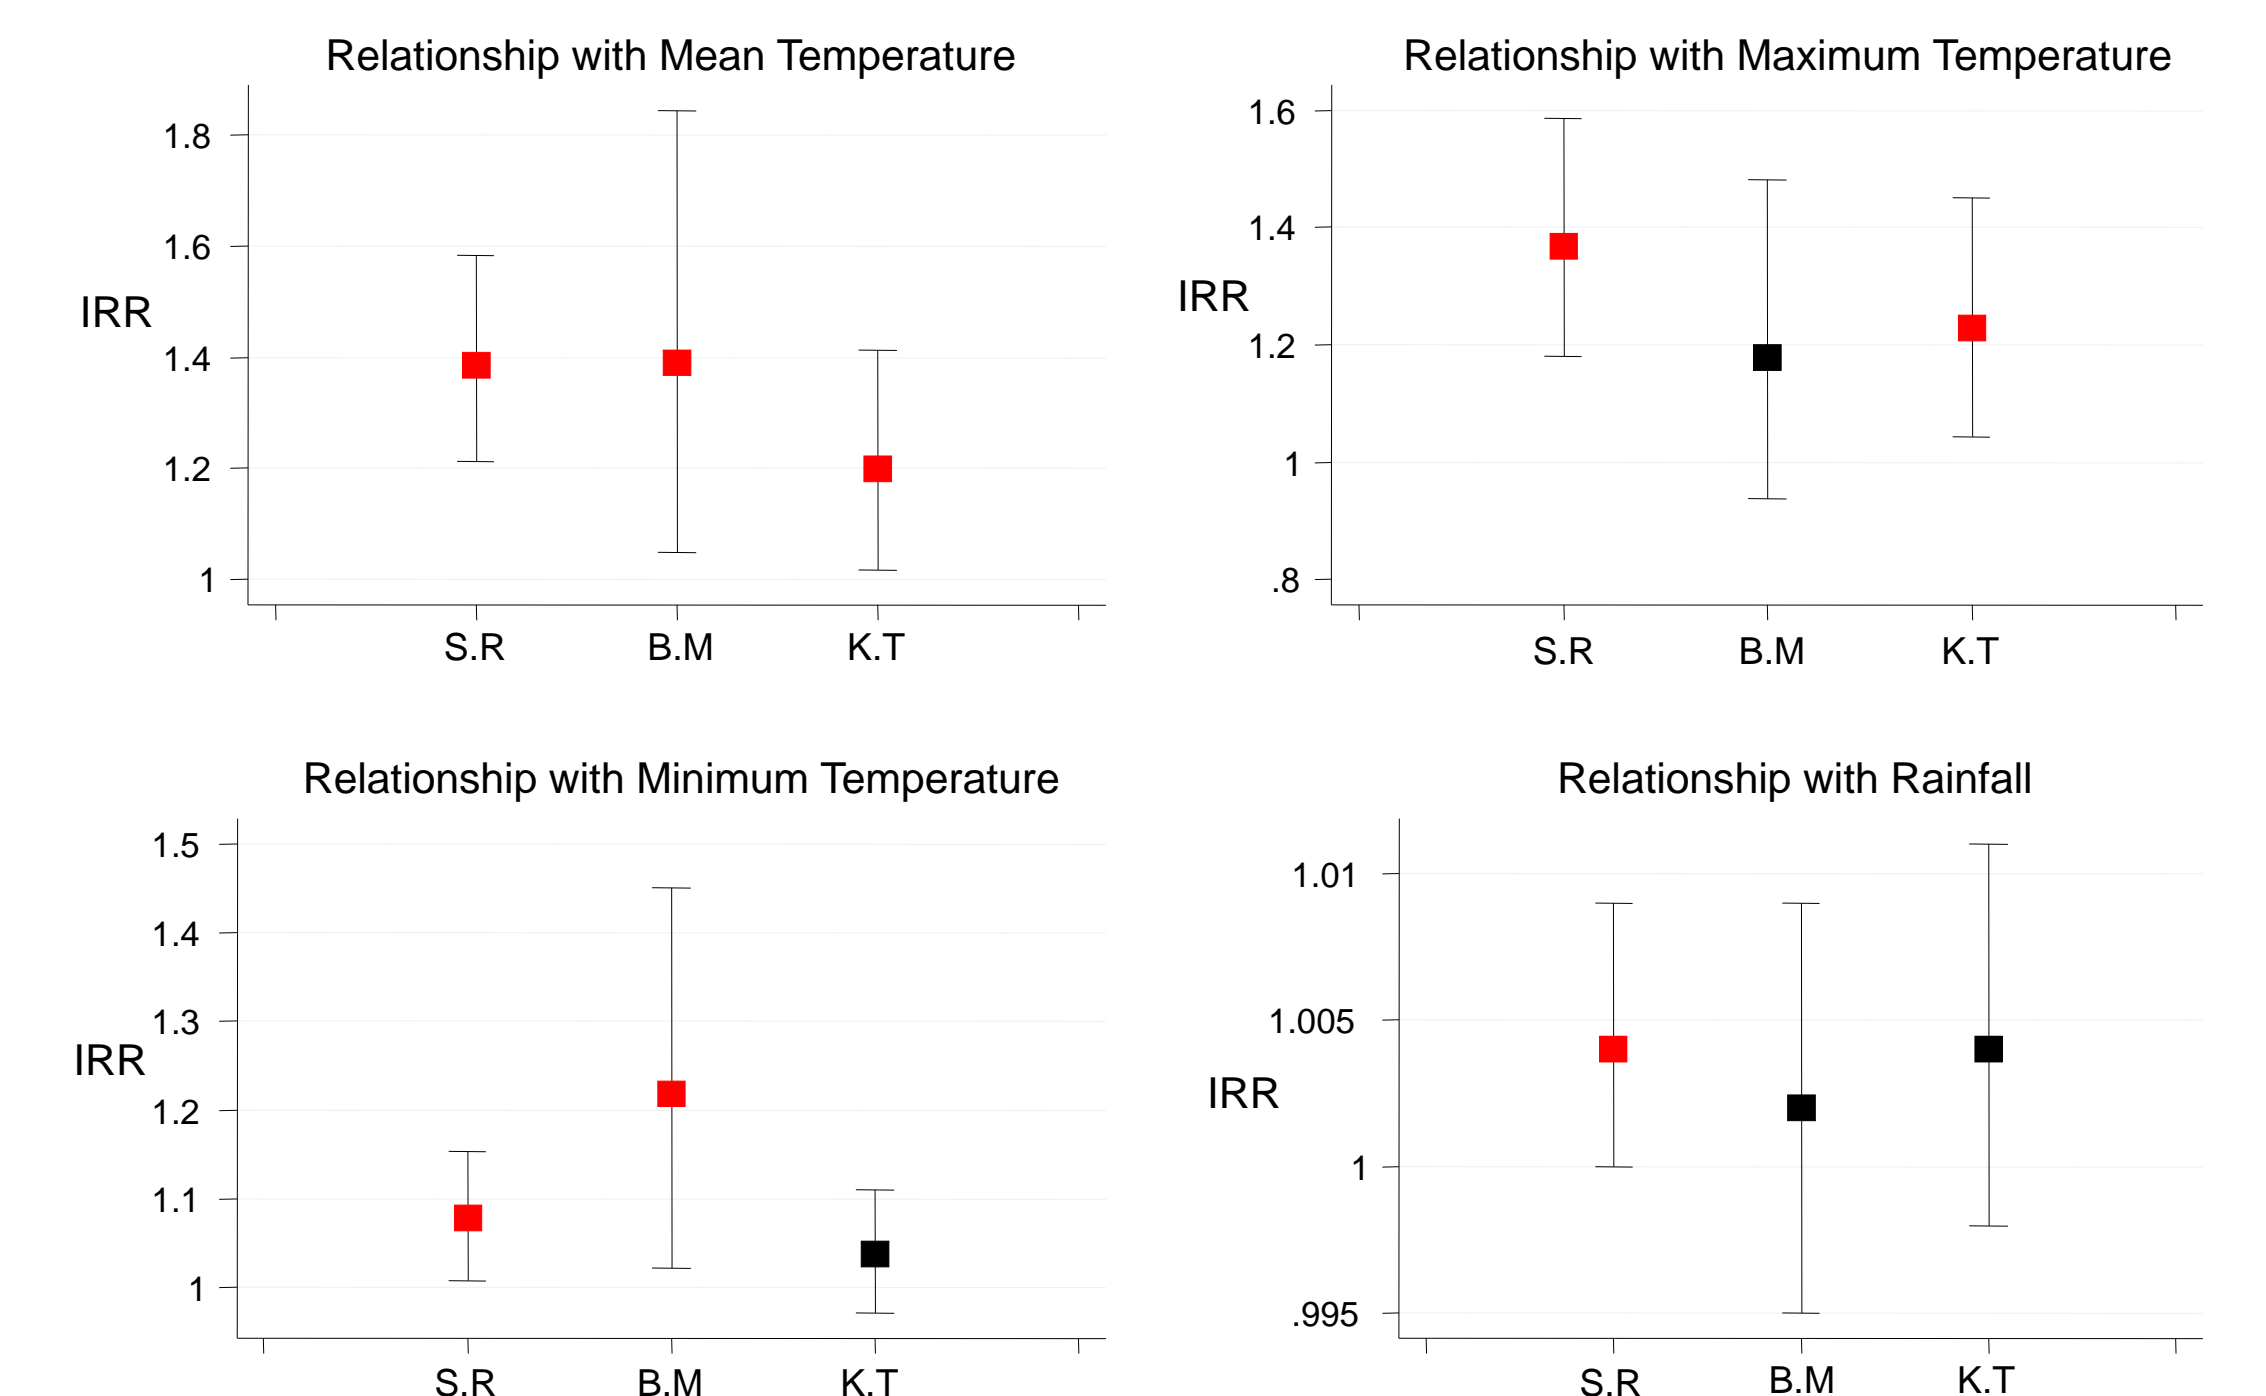 Relationship with Mean Temperature
1.8
1.6
IRR
1.4
1.2
1
S.R B.M K.T
Relationship with Maximum Temperature
1.6
1.4
IRR
1.2
1
.8
S.R B.M K.T
Relationship with Minimum Temperature
1.5
1.4
1.3
IRR
1.2
1.1
1
S.R B.M K.T
Relationship with Rainfall
1.01
1.005
IRR
1
.995
S.R B.M K.T